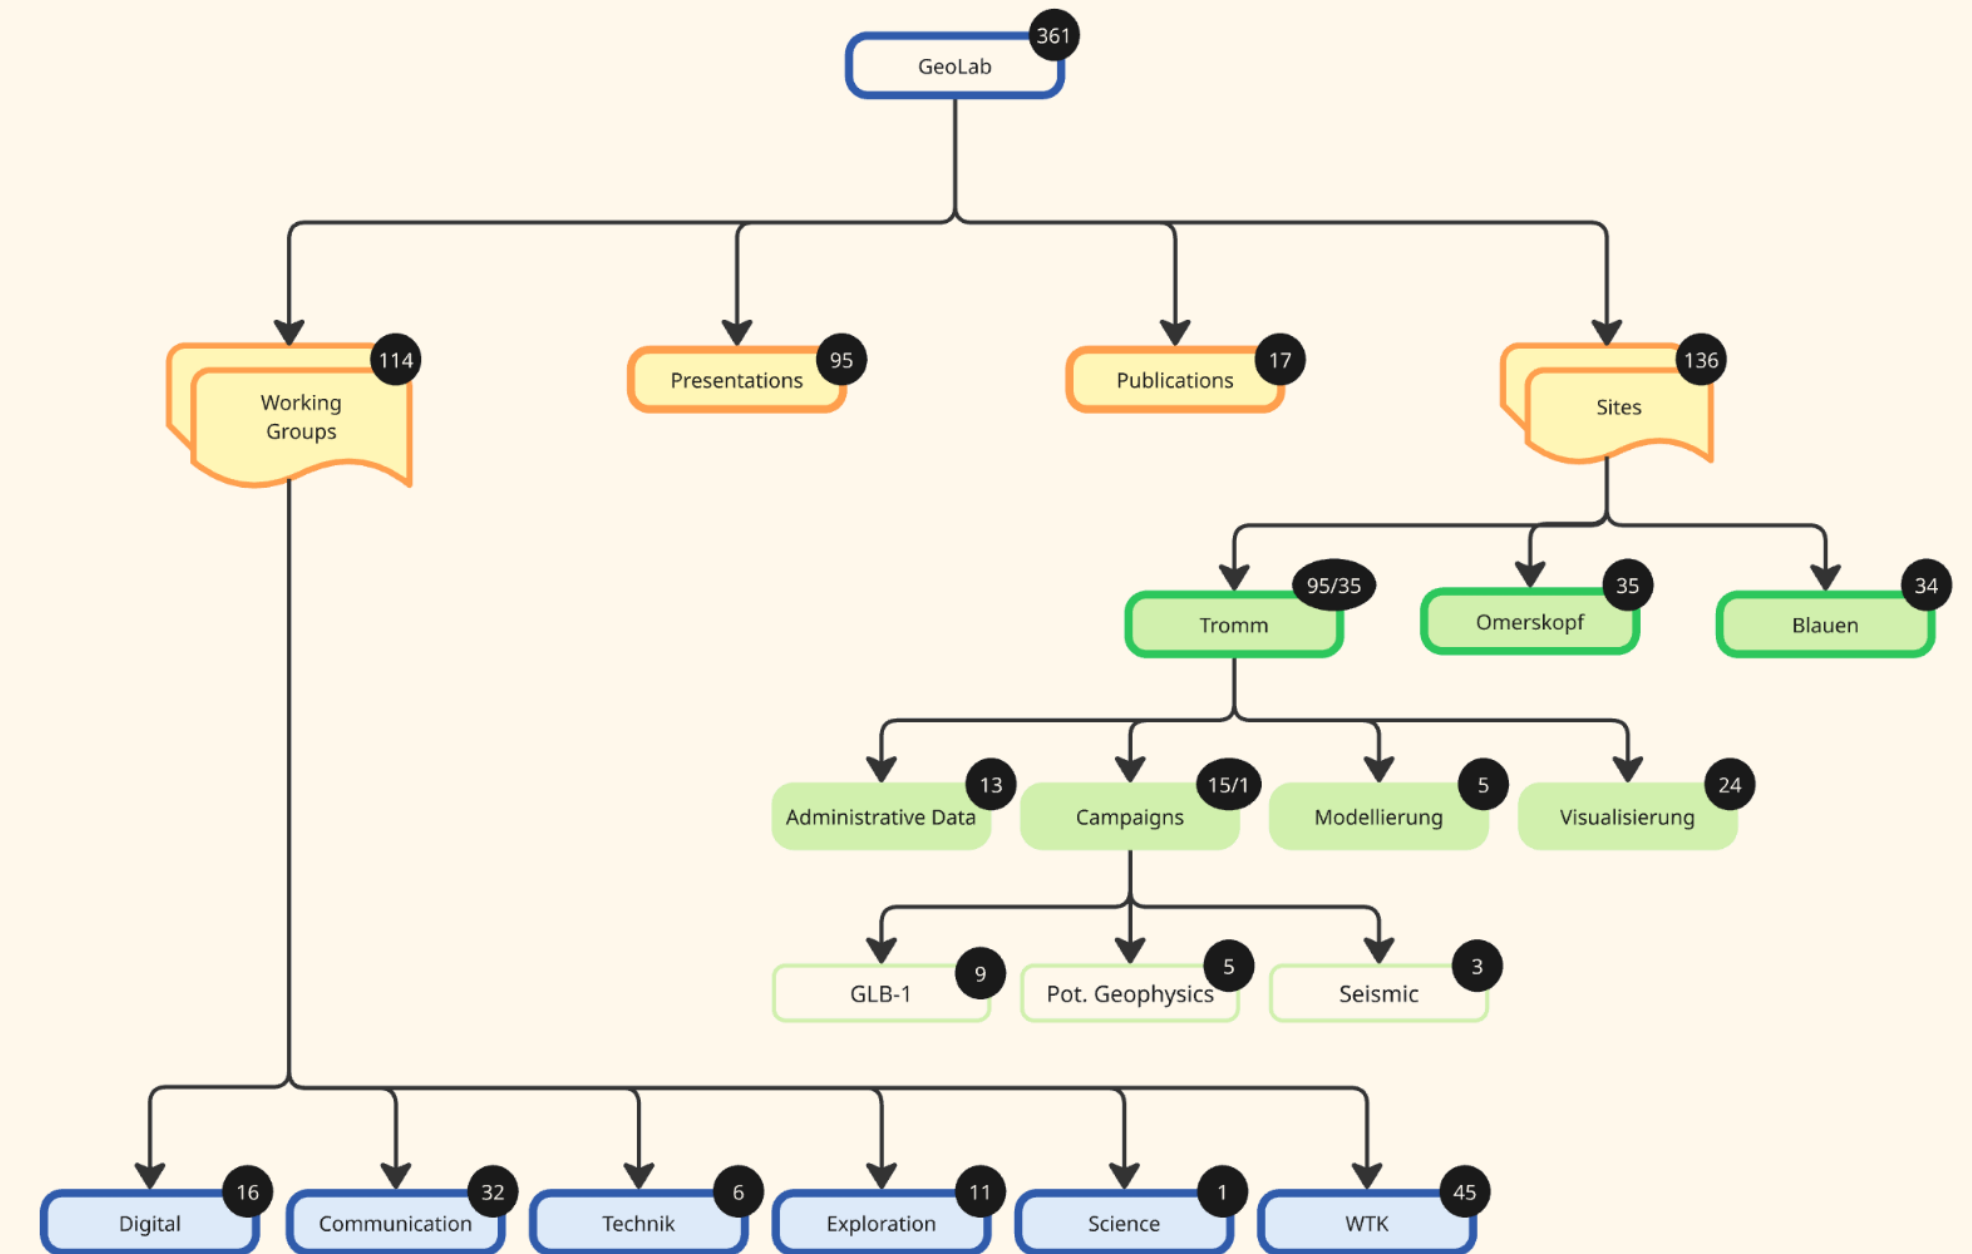 361
GeoLab
114
Working
Groups
95
Presentations
17
Publications
136
Sites
95/35
Tromm
35
Omerskopf
34
Blauen
13
Administrative Data
15/1
Campaigns
5
Modellierung
24
Visualisierung
9
GLB-1
5
Pot. Geophysics
3
Seismic
16
Digital
32
Communication
6
Technik
11
Exploration
1
Science
45
WTK